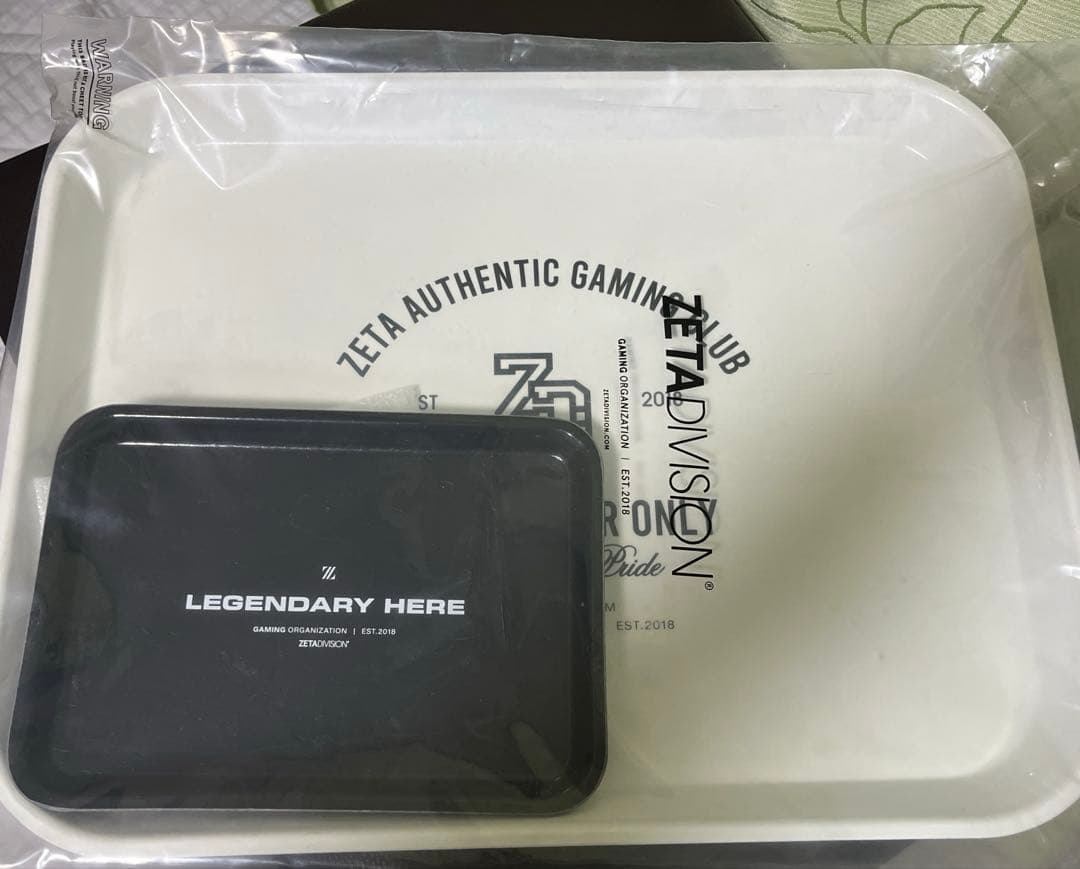 WARNING
ZETA AUTHENTIC GAMING CLUB
ST
2018
R ONLY
Pride
M
EST.2018
ZETADIVISION®
GAMING ORGANIZATION | EST.2018
ZETADIVISION.COM
LEGENDARY HERE
GAMING ORGANIZATION | EST.2018
ZETADIVISION